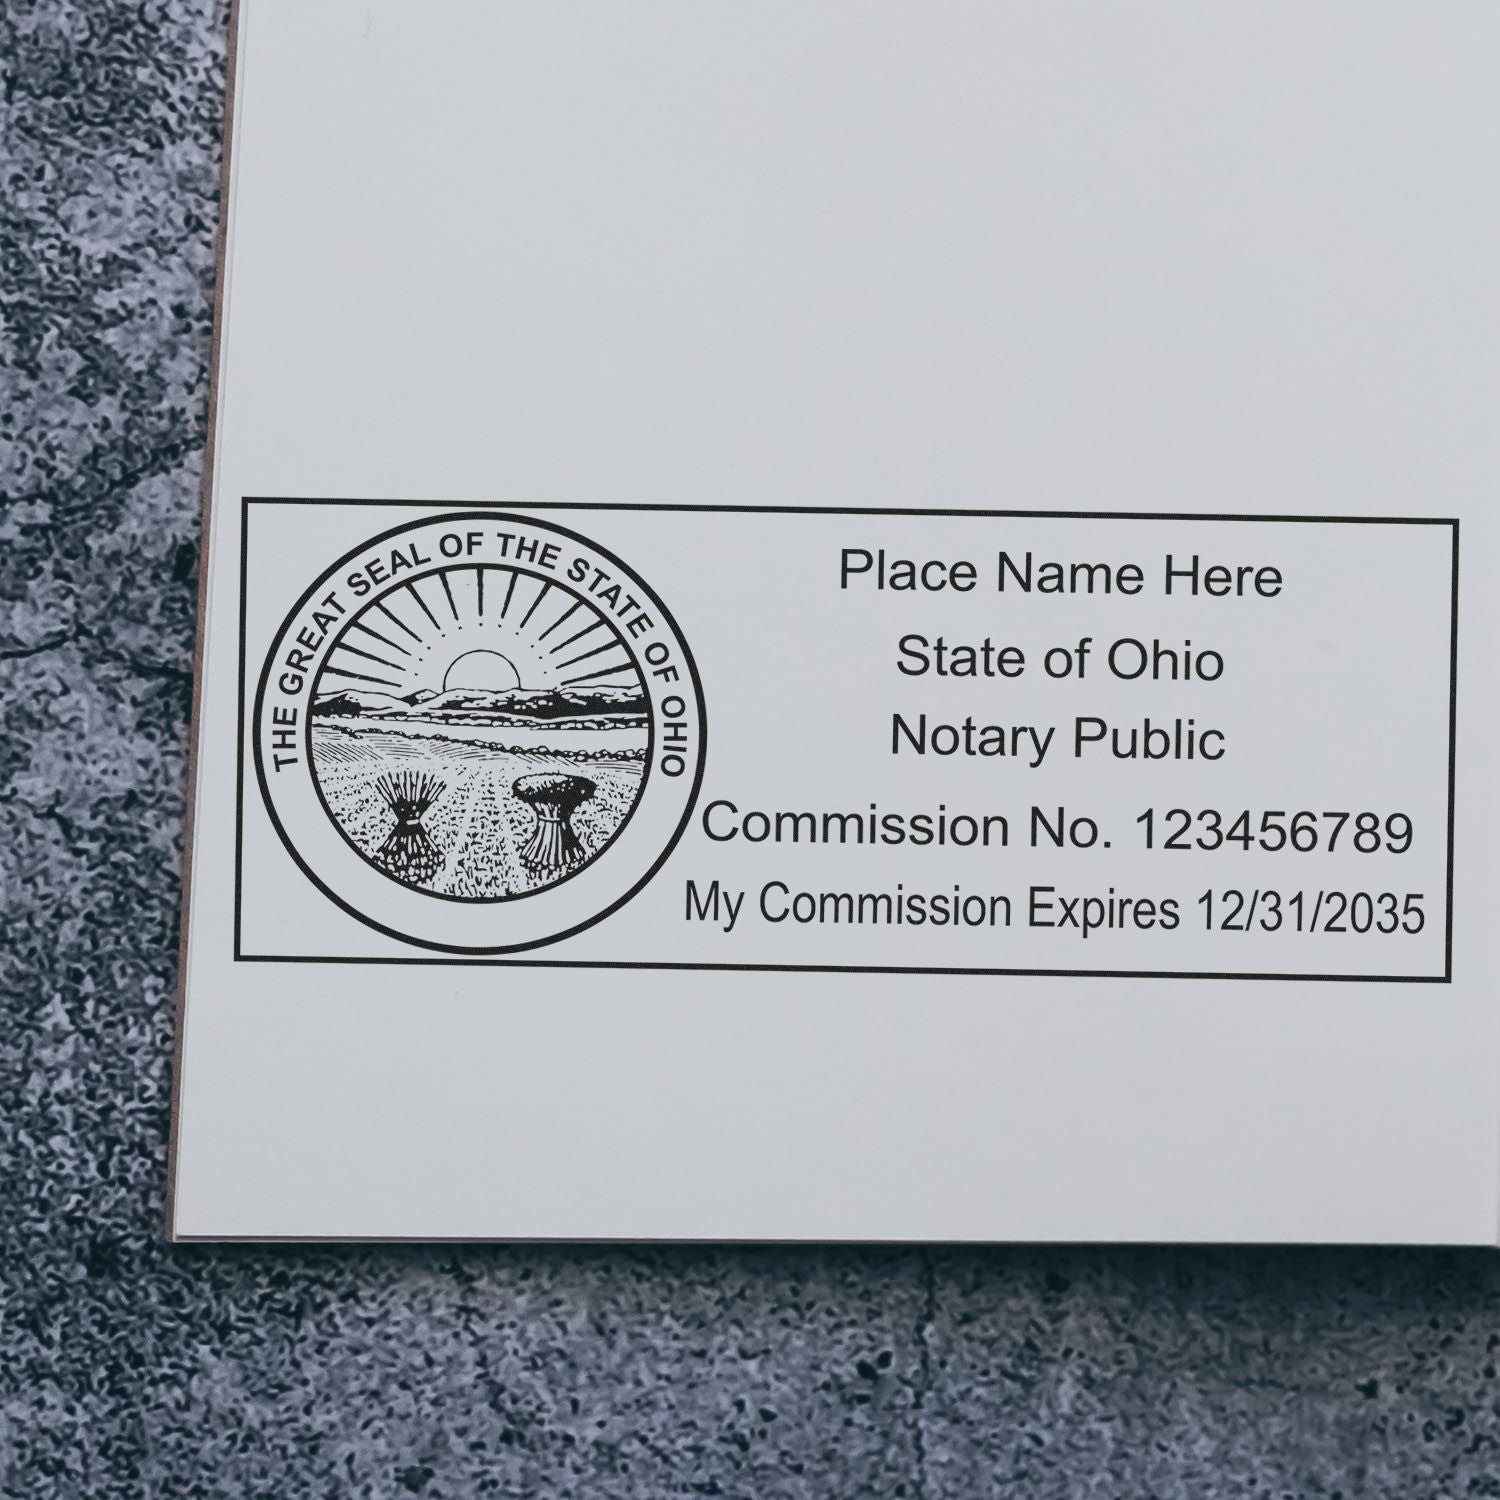 THE GREAT SEAL OF THE STATE OF OHIO
Place Name Here
State of Ohio
Notary Public
Commission No. 123456789
My Commission Expires 12/31/2035